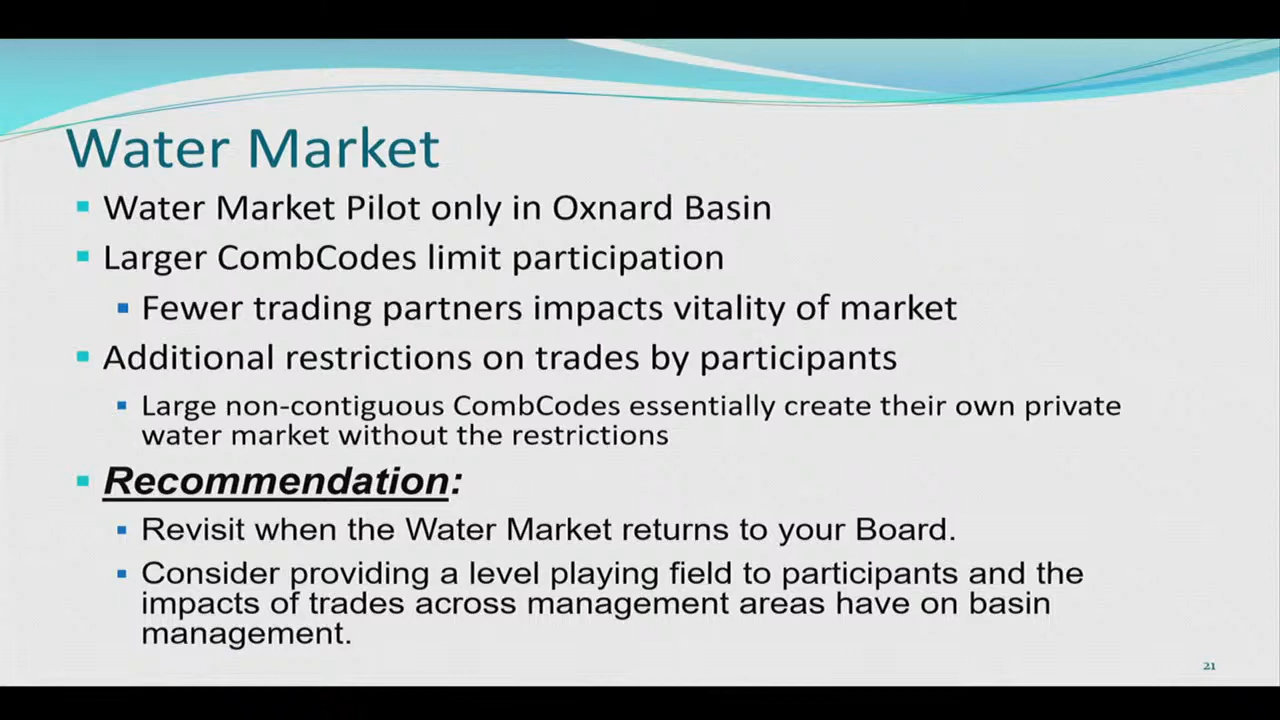 Water Market
Water Market Pilot only in Oxnard Basin
Larger CombCodes limit participation
Fewer trading partners impacts vitality of market
Additional restrictions on trades by participants
Large non-contiguous CombCodes essentially create their own private
water market without the restrictions
Recommendation:
Revisit when the Water Market returns to your Board.
Consider providing a level playing field to participants and the
impacts of trades across management areas have on basin
management.
21